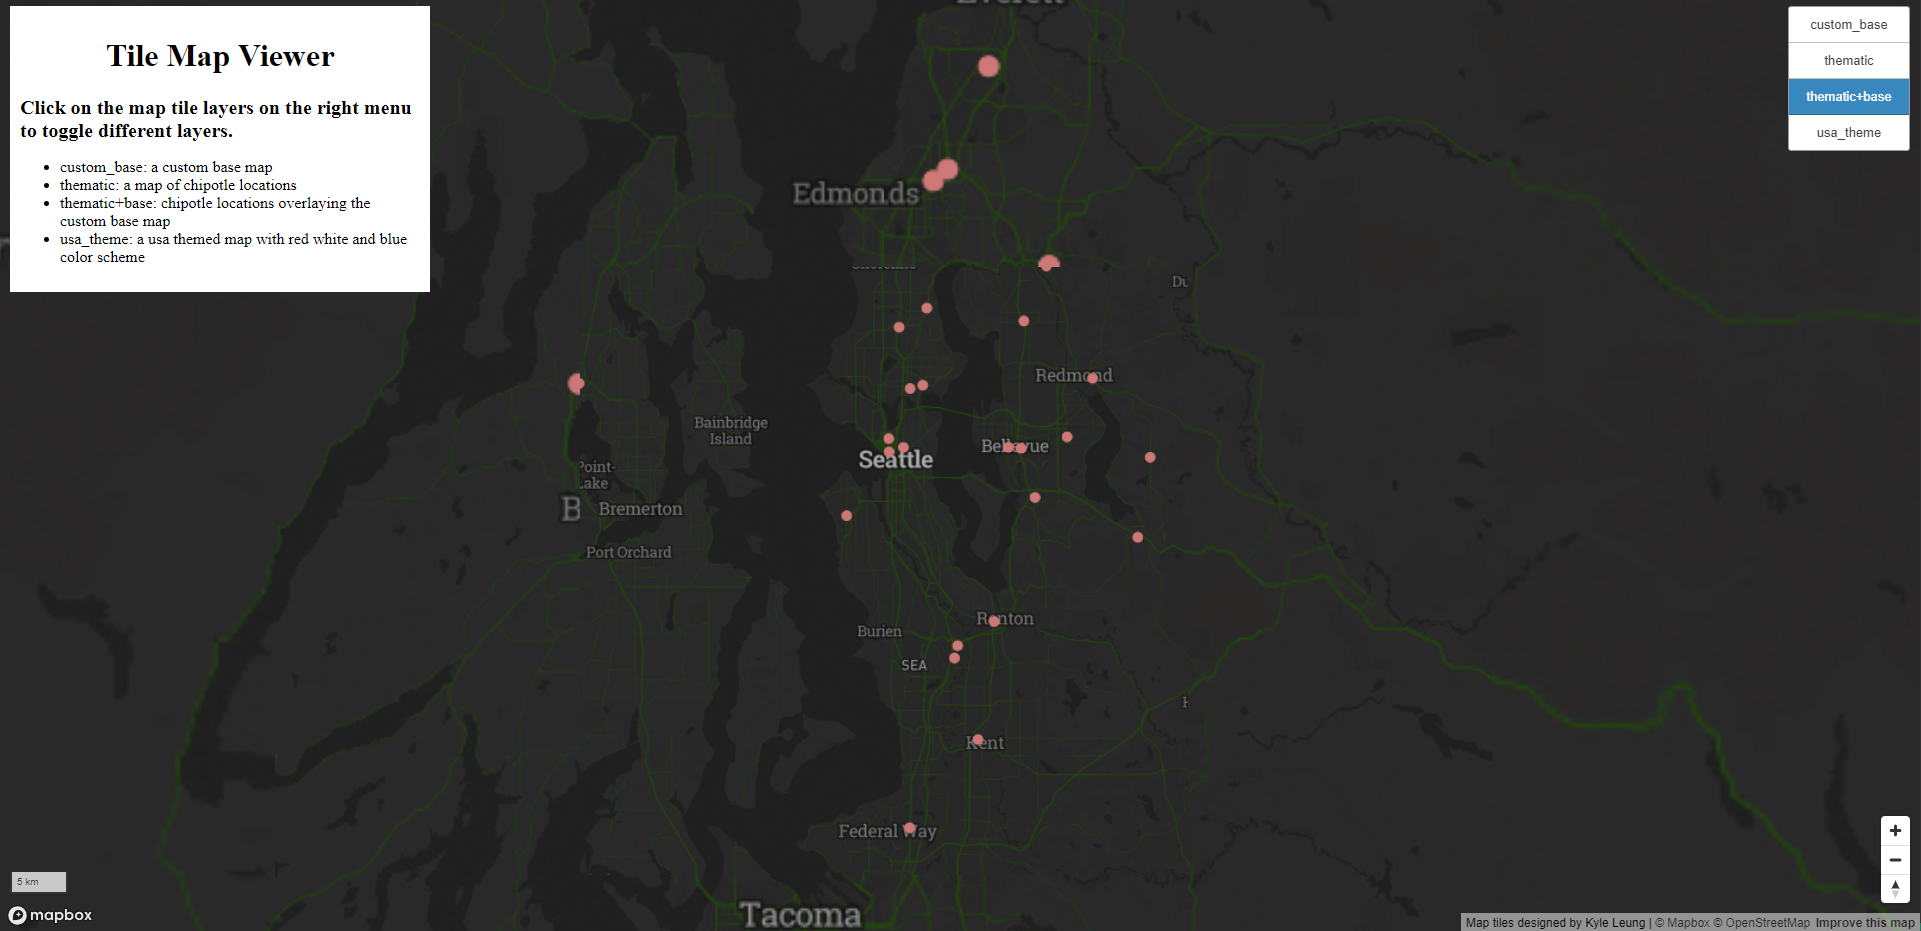 Tile Map Viewer
Click on the map tile layers on the right menu
to toggle different layers.
custom_base: a custom base map
thematic: a map of chipotle locations
thematic+base: chipotle locations overlaying the
custom base map
usa_theme: a usa themed map with red white and blue
color scheme
custom_base
thematic
thematic+base
usa_theme
Everett
Edmonds
Redmond
Bainbridge
Island
Bellevue
Seattle
Point-
Lake
B
Bremerton
Port Orchard
Renton
Burien
SEA
Kent
Federal Way
Tacoma
5 km
mapbox
Map tiles designed by Kyle Leung | © Mapbox © OpenStreetMap Improve this map